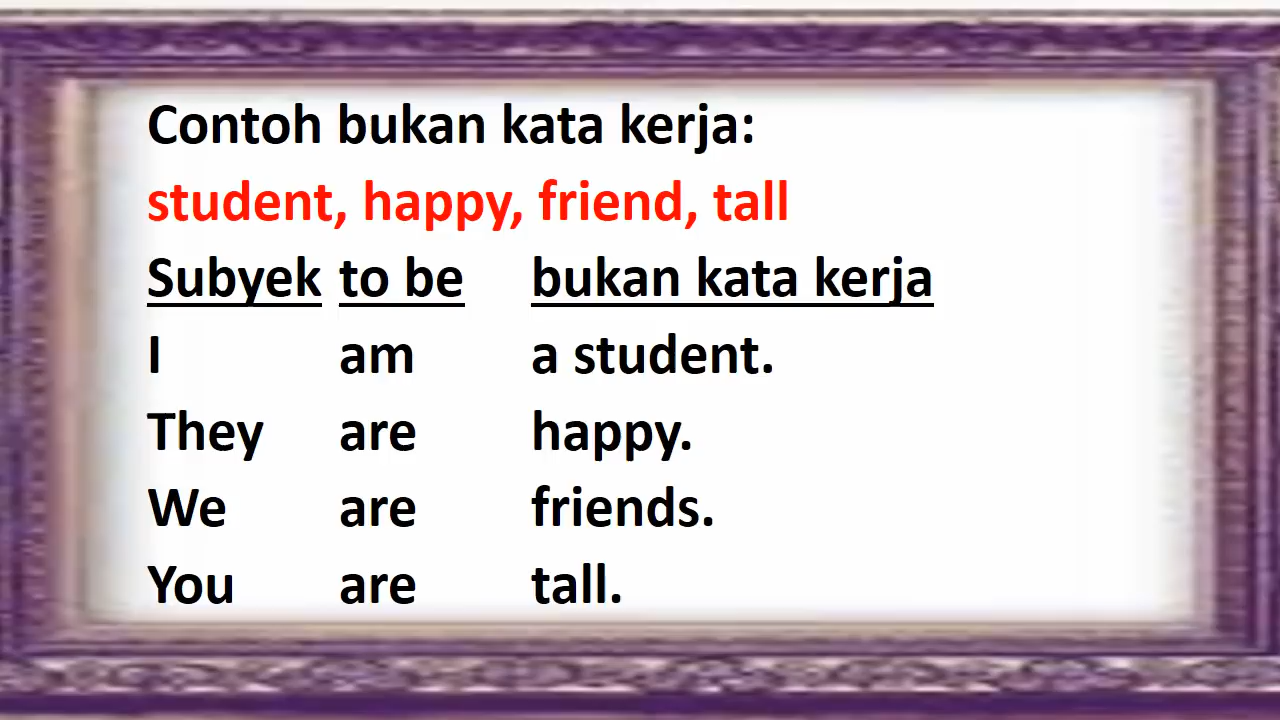 Contoh bukan kata kerja:
student, happy, friend, tall
Subyek to be bukan kata kerja
I am a student.
They are happy.
We are friends.
You are tall.